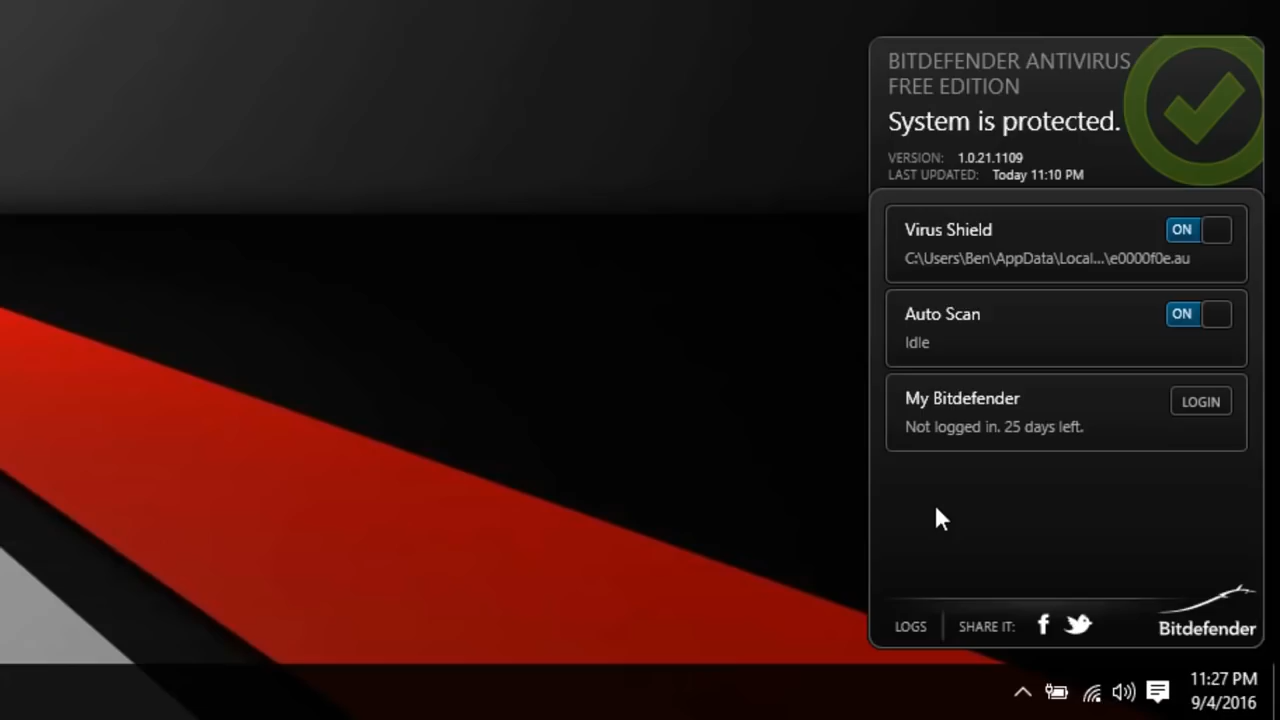 BITDEFENDER ANTIVIRUS
FREE EDITION
System is protected.
VERSION: 1.0.21.1109
LAST UPDATED: Today 11:10 PM
Virus Shield
ON
C:\Users\Ben\AppData\Local...\e0000f0e.au
Auto Scan
ON
Idle
My Bitdefender
LOGIN
Not logged in. 25 days left.
LOGS
SHARE IT:
Bitdefender
11:27 PM
9/4/2016